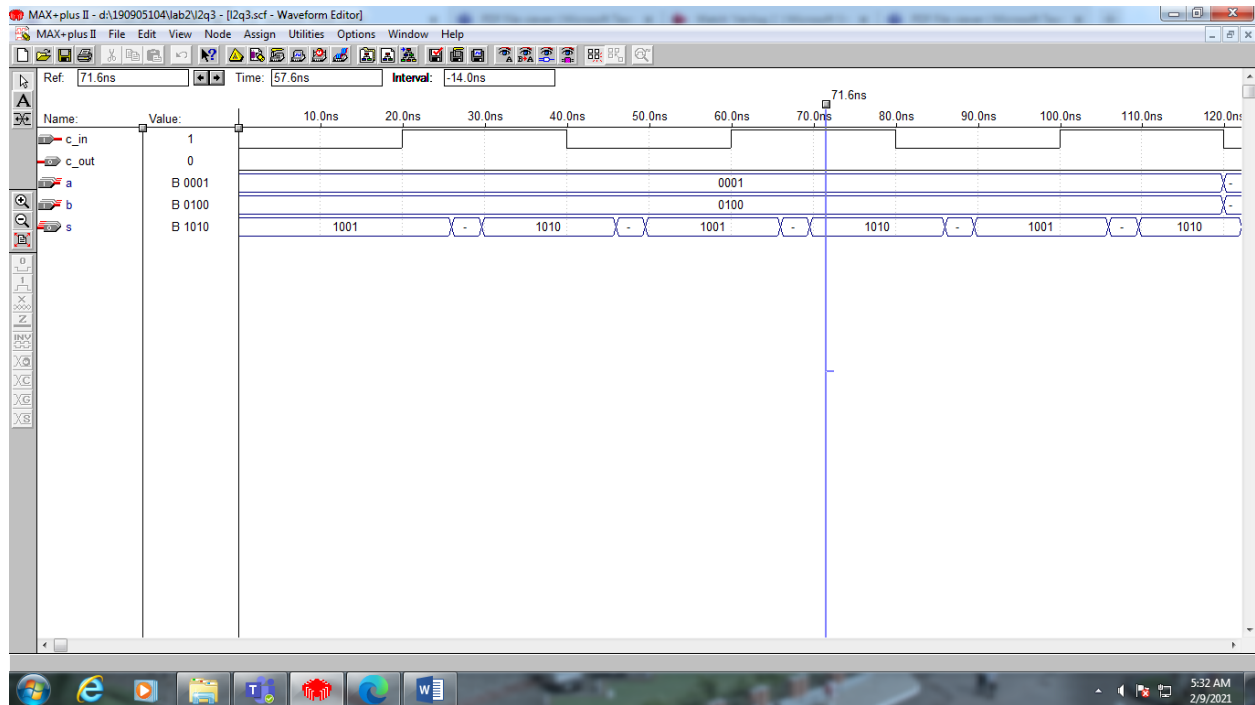 MAX+plus II - d:\190905104\lab2\l2q3 - [l2q3.scf - Waveform Editor]
MAX+plus II File Edit View Node Assign Utilities Options Window Help
Ref: 71.6ns Time: 57.6ns Interval: -14.0ns
71.6ns
Name: Value: 10.0ns 20.0ns 30.0ns 40.0ns 50.0ns 60.0ns 70.0ns 80.0ns 90.0ns 100.0ns 110.0ns 120.0ns
c_in 1
c_out 0
a B 0001 0001 -
b B 0100 0100 -
s B 1010 1001 - 1010 - 1001 - 1010 - 1001 - 1010
5:32 AM
2/9/2021